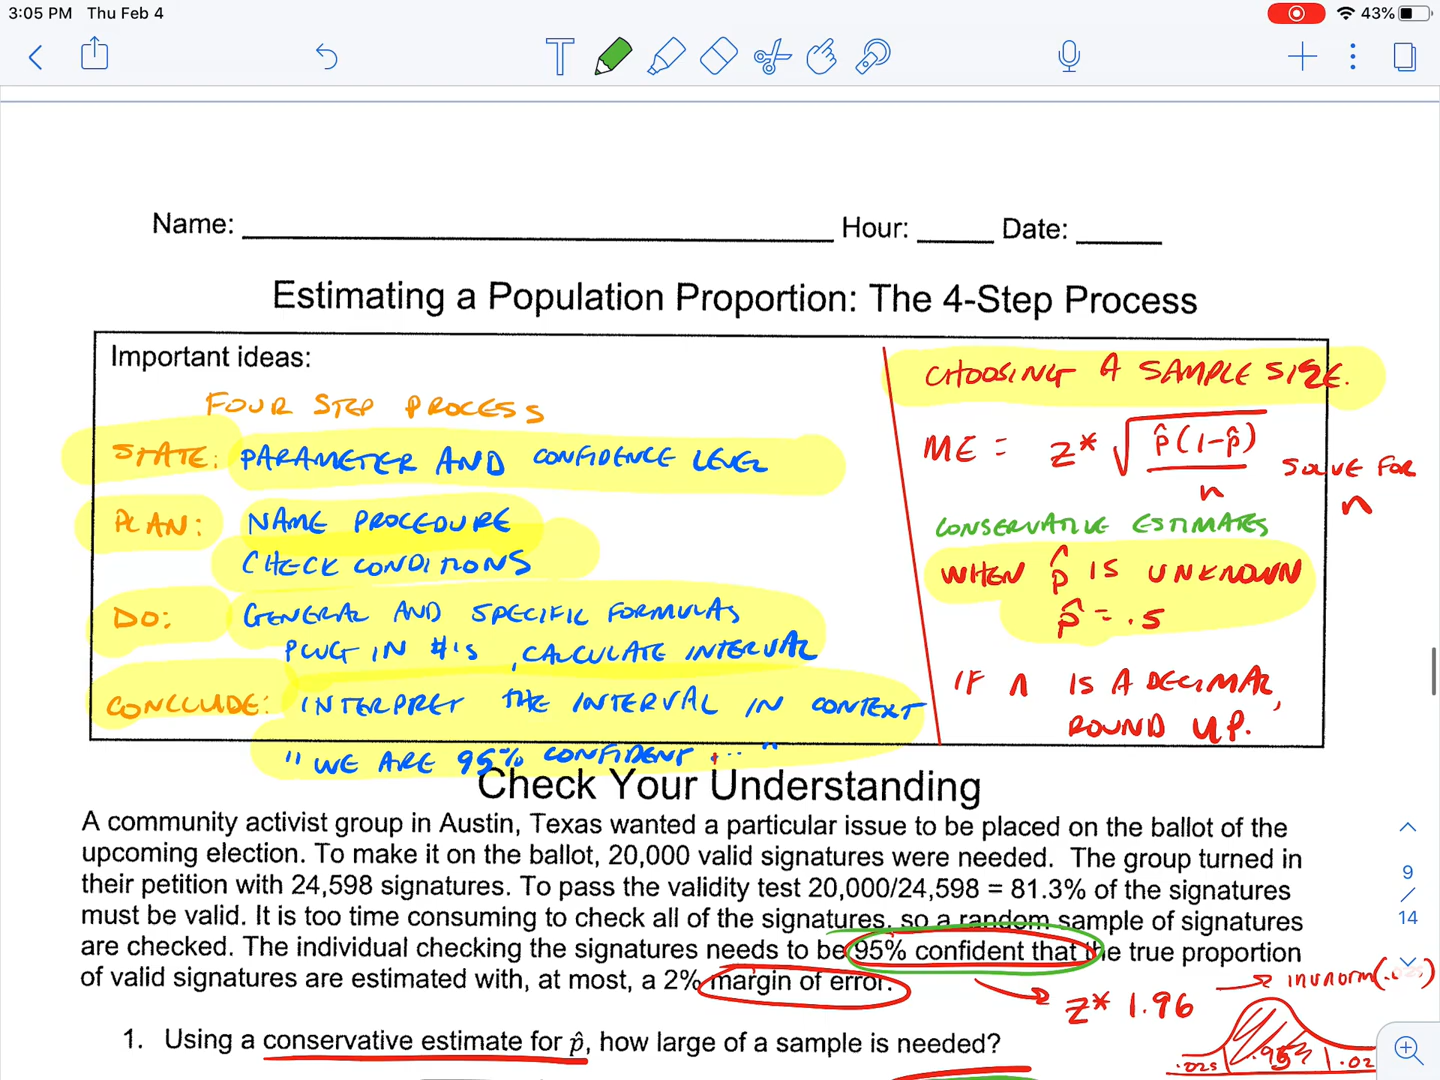 3:05 PM Thu Feb 4
43%
Name: Hour: Date:
Estimating a Population Proportion: The 4-Step Process
Important ideas:
FOUR STEP PROCESS
STATE: PARAMETER AND CONFIDENCE LEVEL
PLAN: NAME PROCEDURE
CHECK CONDITIONS
DO: GENERAL AND SPECIFIC FORMULAS
PLUG IN #'S, CALCULATE INTERVAL
CONCLUDE: INTERPRET THE INTERVAL IN CONTEXT
"WE ARE 95% CONFIDENT ... "
CHOOSING A SAMPLE SIZE.
ME = z* √(p̂(1-p̂)/n) SOLVE FOR n
CONSERVATIVE ESTIMATES
WHEN p̂ IS UNKNOWN
p̂ = .5
IF n IS A DECIMAL,
ROUND UP.
Check Your Understanding
A community activist group in Austin, Texas wanted a particular issue to be placed on the ballot of the
upcoming election. To make it on the ballot, 20,000 valid signatures were needed. The group turned in
their petition with 24,598 signatures. To pass the validity test 20,000/24,598 = 81.3% of the signatures
must be valid. It is too time consuming to check all of the signatures, so a random sample of signatures
are checked. The individual checking the signatures needs to be 95% confident that the true proportion
of valid signatures are estimated with, at most, a 2% margin of error.
z* 1.96
.025 .95 .02
1. Using a conservative estimate for p̂, how large of a sample is needed?
9
/
14